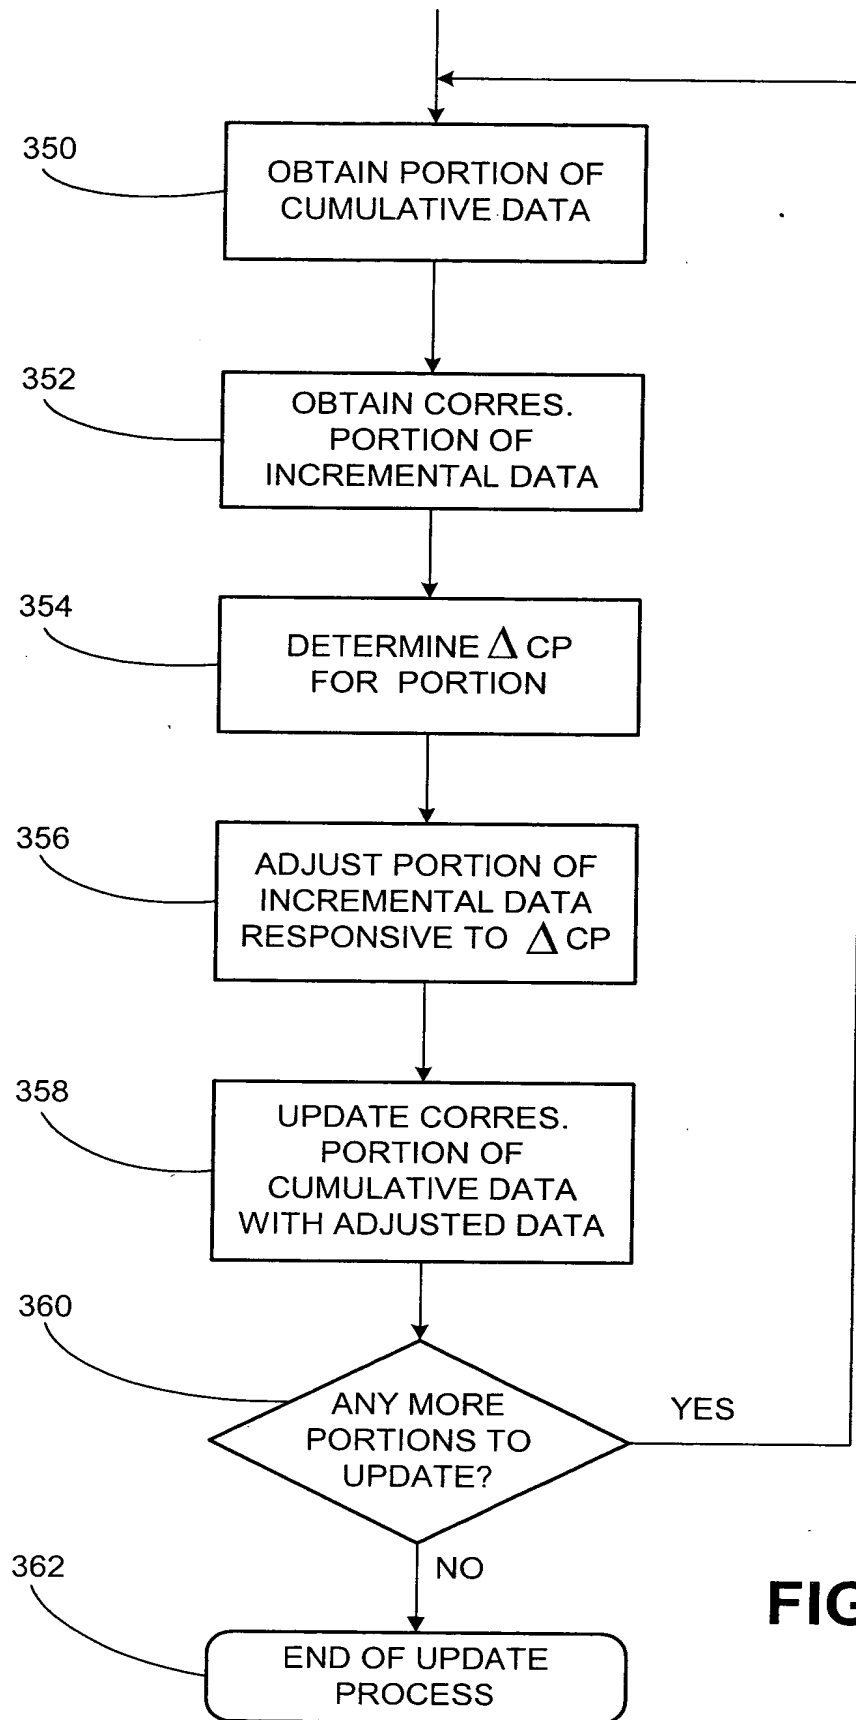 350
OBTAIN PORTION OF
CUMULATIVE DATA
352
OBTAIN CORRES.
PORTION OF
INCREMENTAL DATA
354
DETERMINE Δ CP
FOR PORTION
356
ADJUST PORTION OF
INCREMENTAL DATA
RESPONSIVE TO Δ CP
358
UPDATE CORRES.
PORTION OF
CUMULATIVE DATA
WITH ADJUSTED DATA
360
ANY MORE
PORTIONS TO
UPDATE?
YES
NO
362
END OF UPDATE
PROCESS
FIG